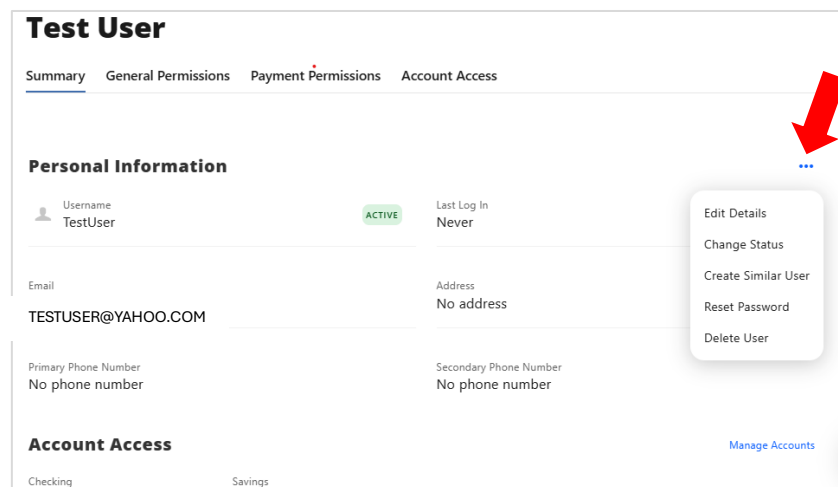 Test User
Summary General Permissions Payment Permissions Account Access
Personal Information
Username
TestUser
ACTIVE
Last Log In
Never
Edit Details
Change Status
Create Similar User
Reset Password
Delete User
Email
TESTUSER@YAHOO.COM
Address
No address
Primary Phone Number
No phone number
Secondary Phone Number
No phone number
Account Access
Manage Accounts
Checking
Savings